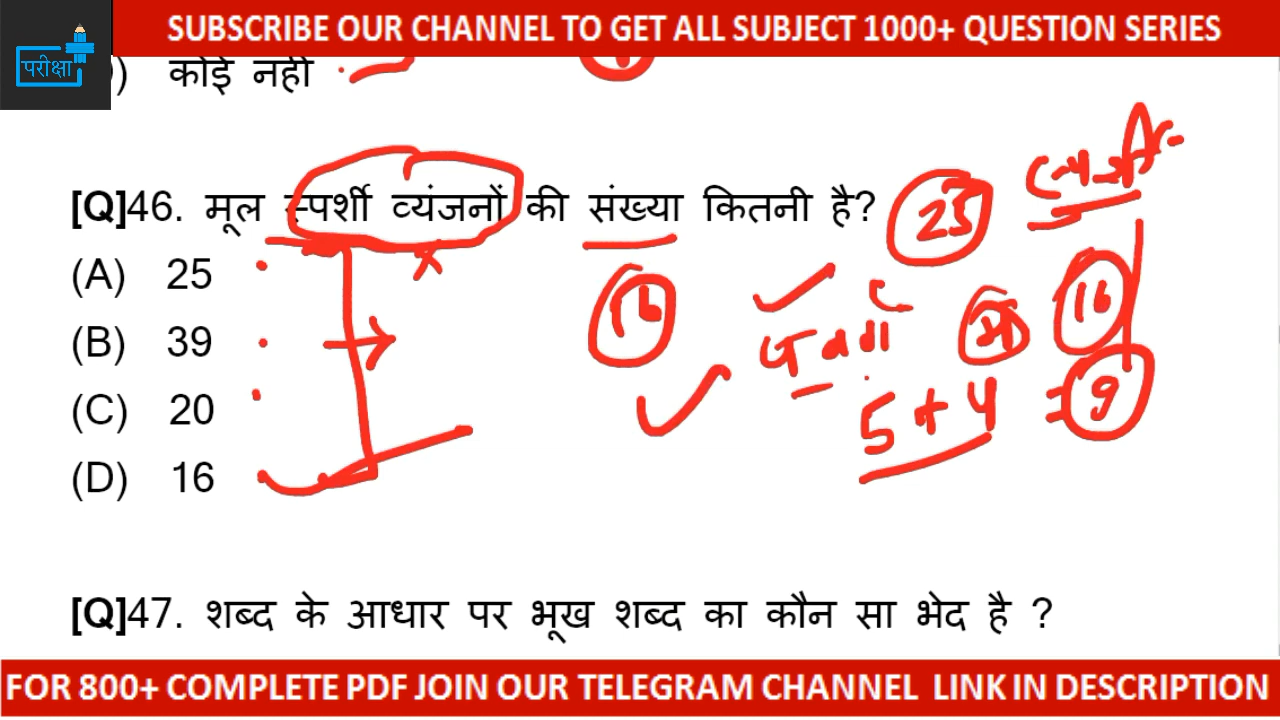 SUBSCRIBE OUR CHANNEL TO GET ALL SUBJECT 1000+ QUESTION SERIES
परीक्षा
) कोई नही
[Q]46. मूल स्पर्शी व्यंजनों की संख्या कितनी है? 25
(A) 25
16
16
(B) 39
(C) 20
5+4 = 9
(D) 16
[Q]47. शब्द के आधार पर भूख शब्द का कौन सा भेद है ?
FOR 800+ COMPLETE PDF JOIN OUR TELEGRAM CHANNEL LINK IN DESCRIPTION